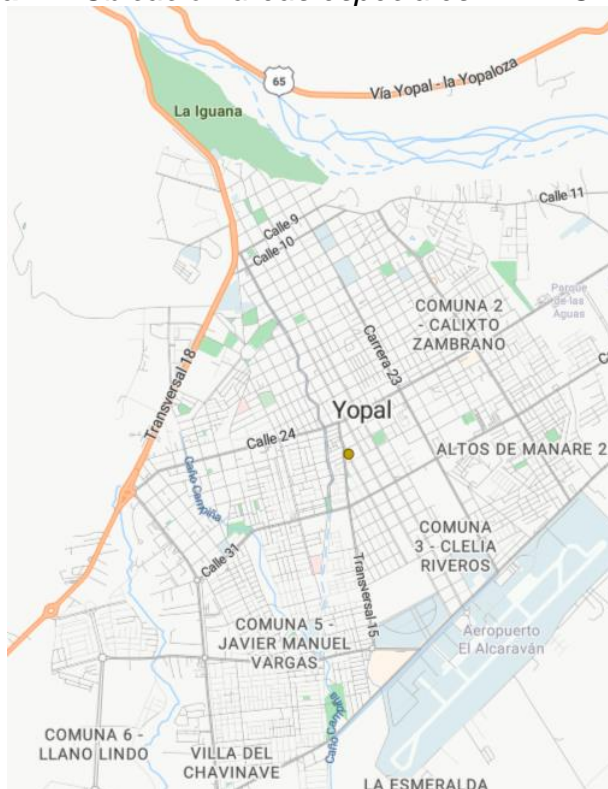 65
Vía Yopal - la Yopaloza
La Iguana
Calle 11
Calle 9
Calle 10
Parque
de las
Aguas
COMUNA 2
- CALIXTO
ZAMBRANO
Carrera 23
Transversal 18
Yopal
Calle 24
ALTOS DE MANARE 2
Caño Campiña
COMUNA
3 - CLELIA
RIVEROS
Calle 31
Transversal 15
COMUNA 5 -
JAVIER MANUEL
VARGAS
Aeropuerto
El Alcaraván
Caño Campiña
COMUNA 6 -
LLANO LINDO
VILLA DEL
CHAVINAVE
LA ESMERALDA